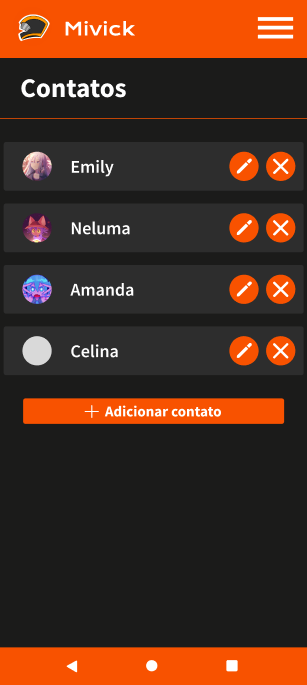 Mivick
Contatos
Emily
Neluma
Amanda
Celina
Adicionar contato